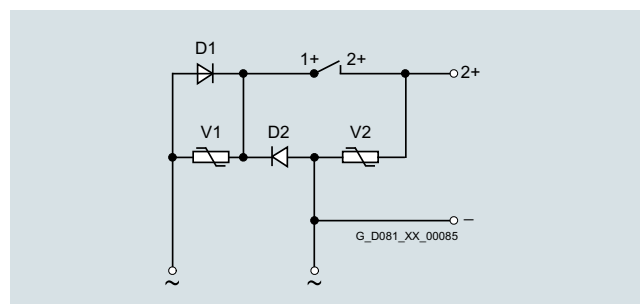 D1
1+ 2+
2+
V1 D2 V2
–
G_D081_XX_00085
~ ~